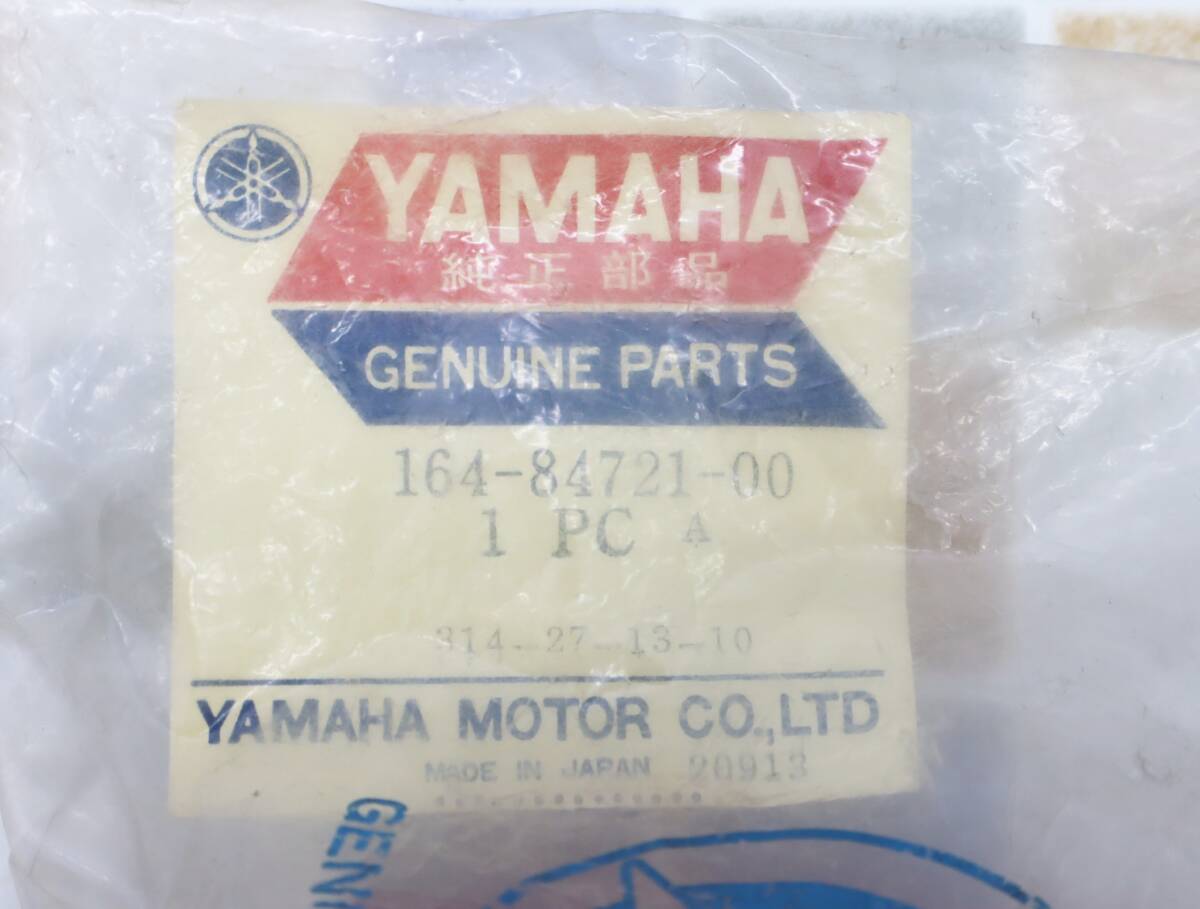 YAMAHA
純正部品
GENUINE PARTS
164-84721-00
1 PC A
314-27-13-10
YAMAHA MOTOR CO.,LTD
MADE IN JAPAN 20913